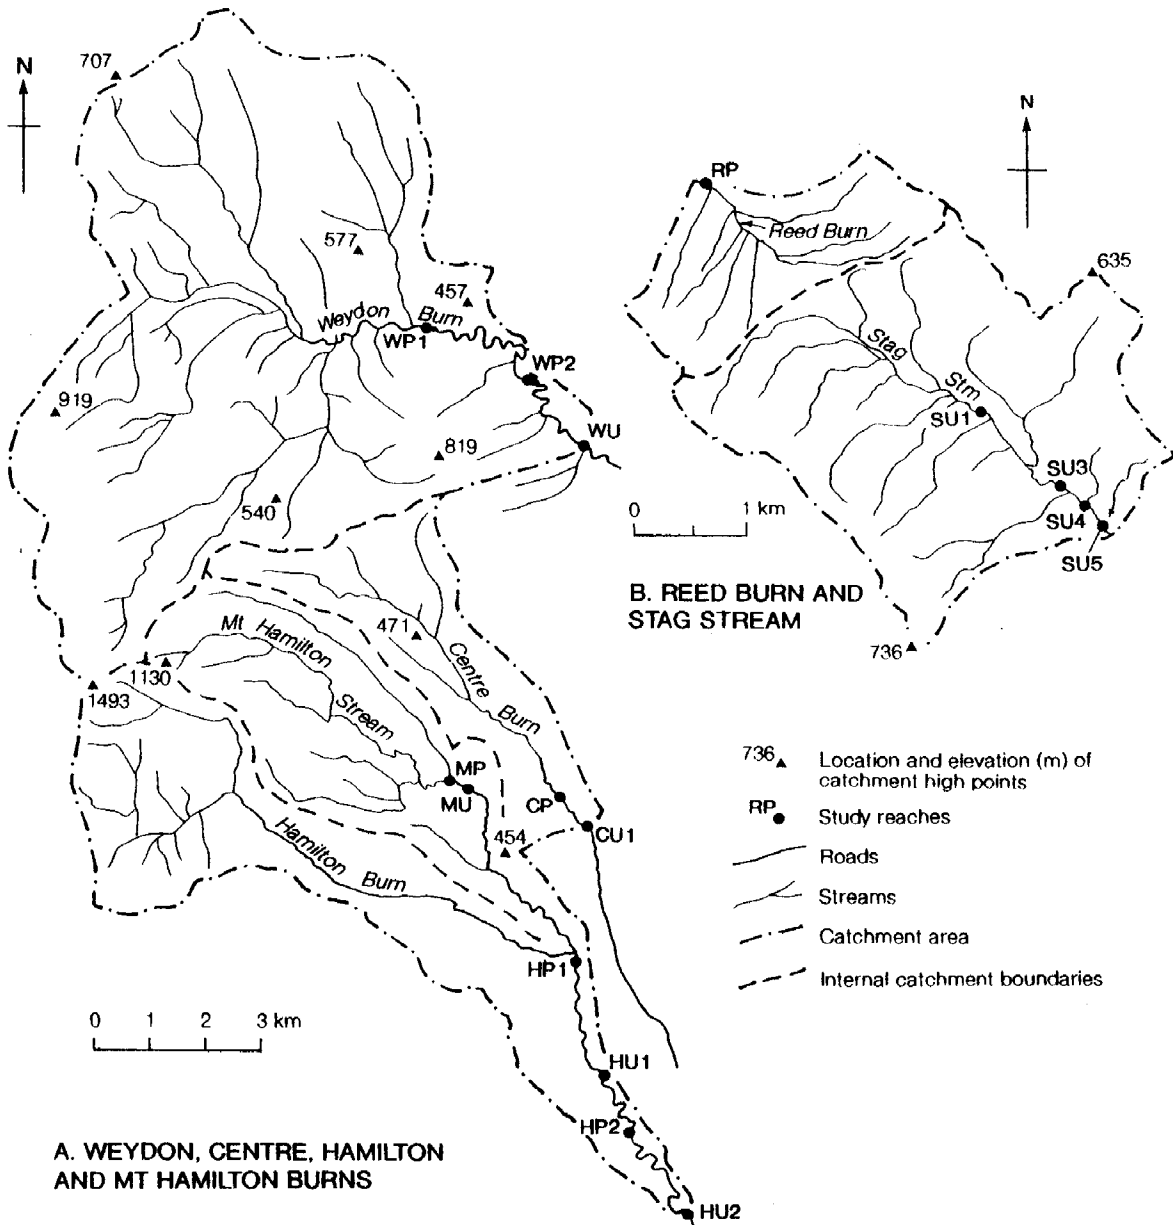 707
N
577
457
Weydon Burn
WP1
WP2
919
819
WU
540
471
Mt Hamilton Stream
Centre Burn
1130
1493
MP
MU
CP
CU1
454
Hamilton Burn
HP1
0 1 2 3 km
HU1
HP2
HU2
A. WEYDON, CENTRE, HAMILTON
AND MT HAMILTON BURNS
N
RP
Reed Burn
635
Stag Stm
SU1
SU3
SU4
SU5
0 1 km
B. REED BURN AND
STAG STREAM
736
736 Location and elevation (m) of
catchment high points
RP Study reaches
Roads
Streams
Catchment area
Internal catchment boundaries